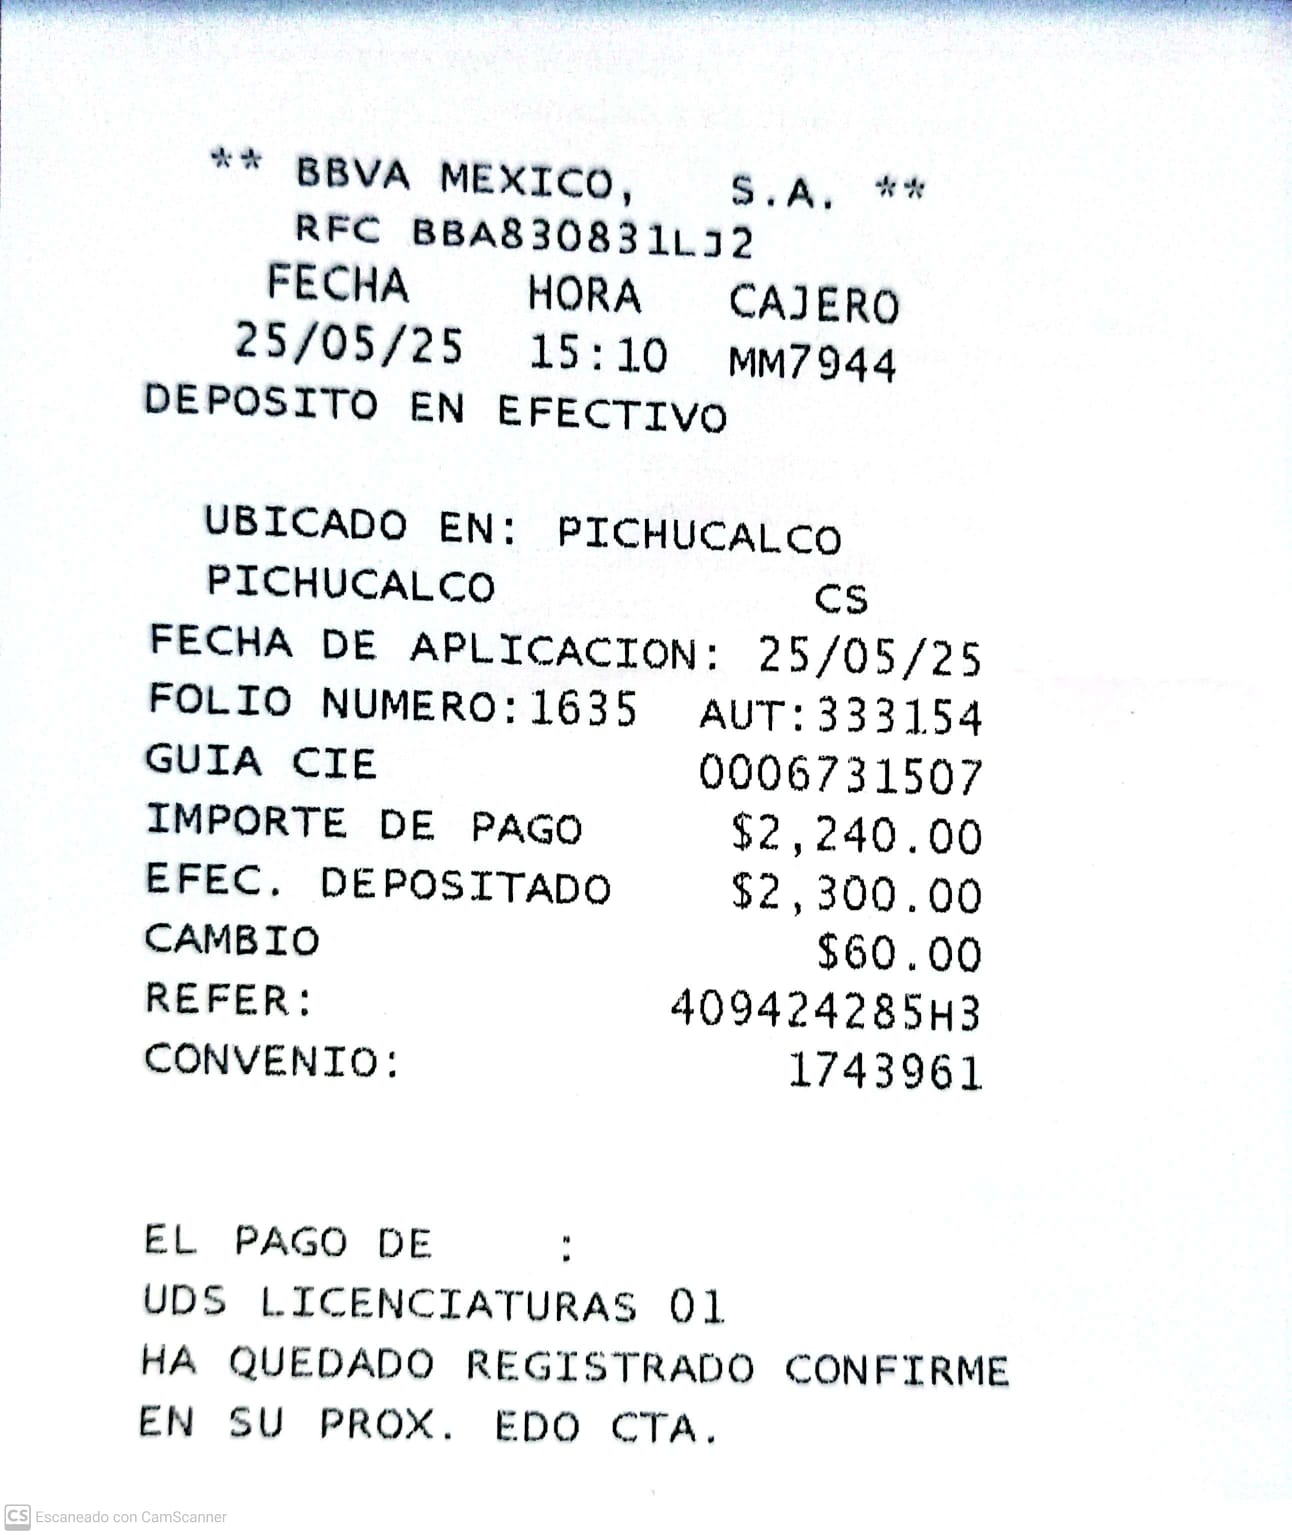 ** BBVA MEXICO, S.A. **
RFC BBA830831LJ2
FECHA HORA CAJERO
25/05/25 15:10 MM7944
DEPOSITO EN EFECTIVO
UBICADO EN: PICHUCALCO
PICHUCALCO CS
FECHA DE APLICACION: 25/05/25
FOLIO NUMERO:1635 AUT:333154
GUIA CIE 0006731507
IMPORTE DE PAGO $2,240.00
EFEC. DEPOSITADO $2,300.00
CAMBIO $60.00
REFER: 409424285H3
CONVENIO: 1743961
EL PAGO DE :
UDS LICENCIATURAS 01
HA QUEDADO REGISTRADO CONFIRME
EN SU PROX. EDO CTA.
CS Escaneado con CamScanner